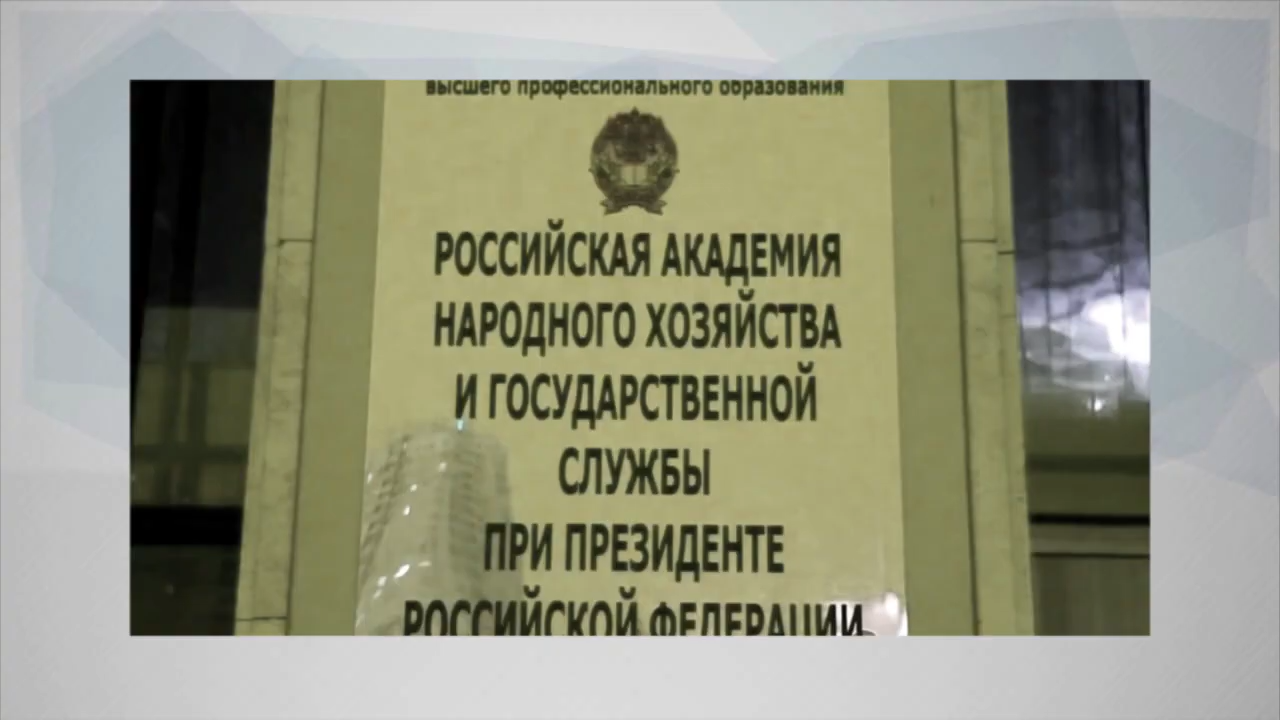 высшего профессионального образования
РОССИЙСКАЯ АКАДЕМИЯ
НАРОДНОГО ХОЗЯЙСТВА
И ГОСУДАРСТВЕННОЙ
СЛУЖБЫ
ПРИ ПРЕЗИДЕНТЕ
РОССИЙСКОЙ ФЕДЕРАЦИИ